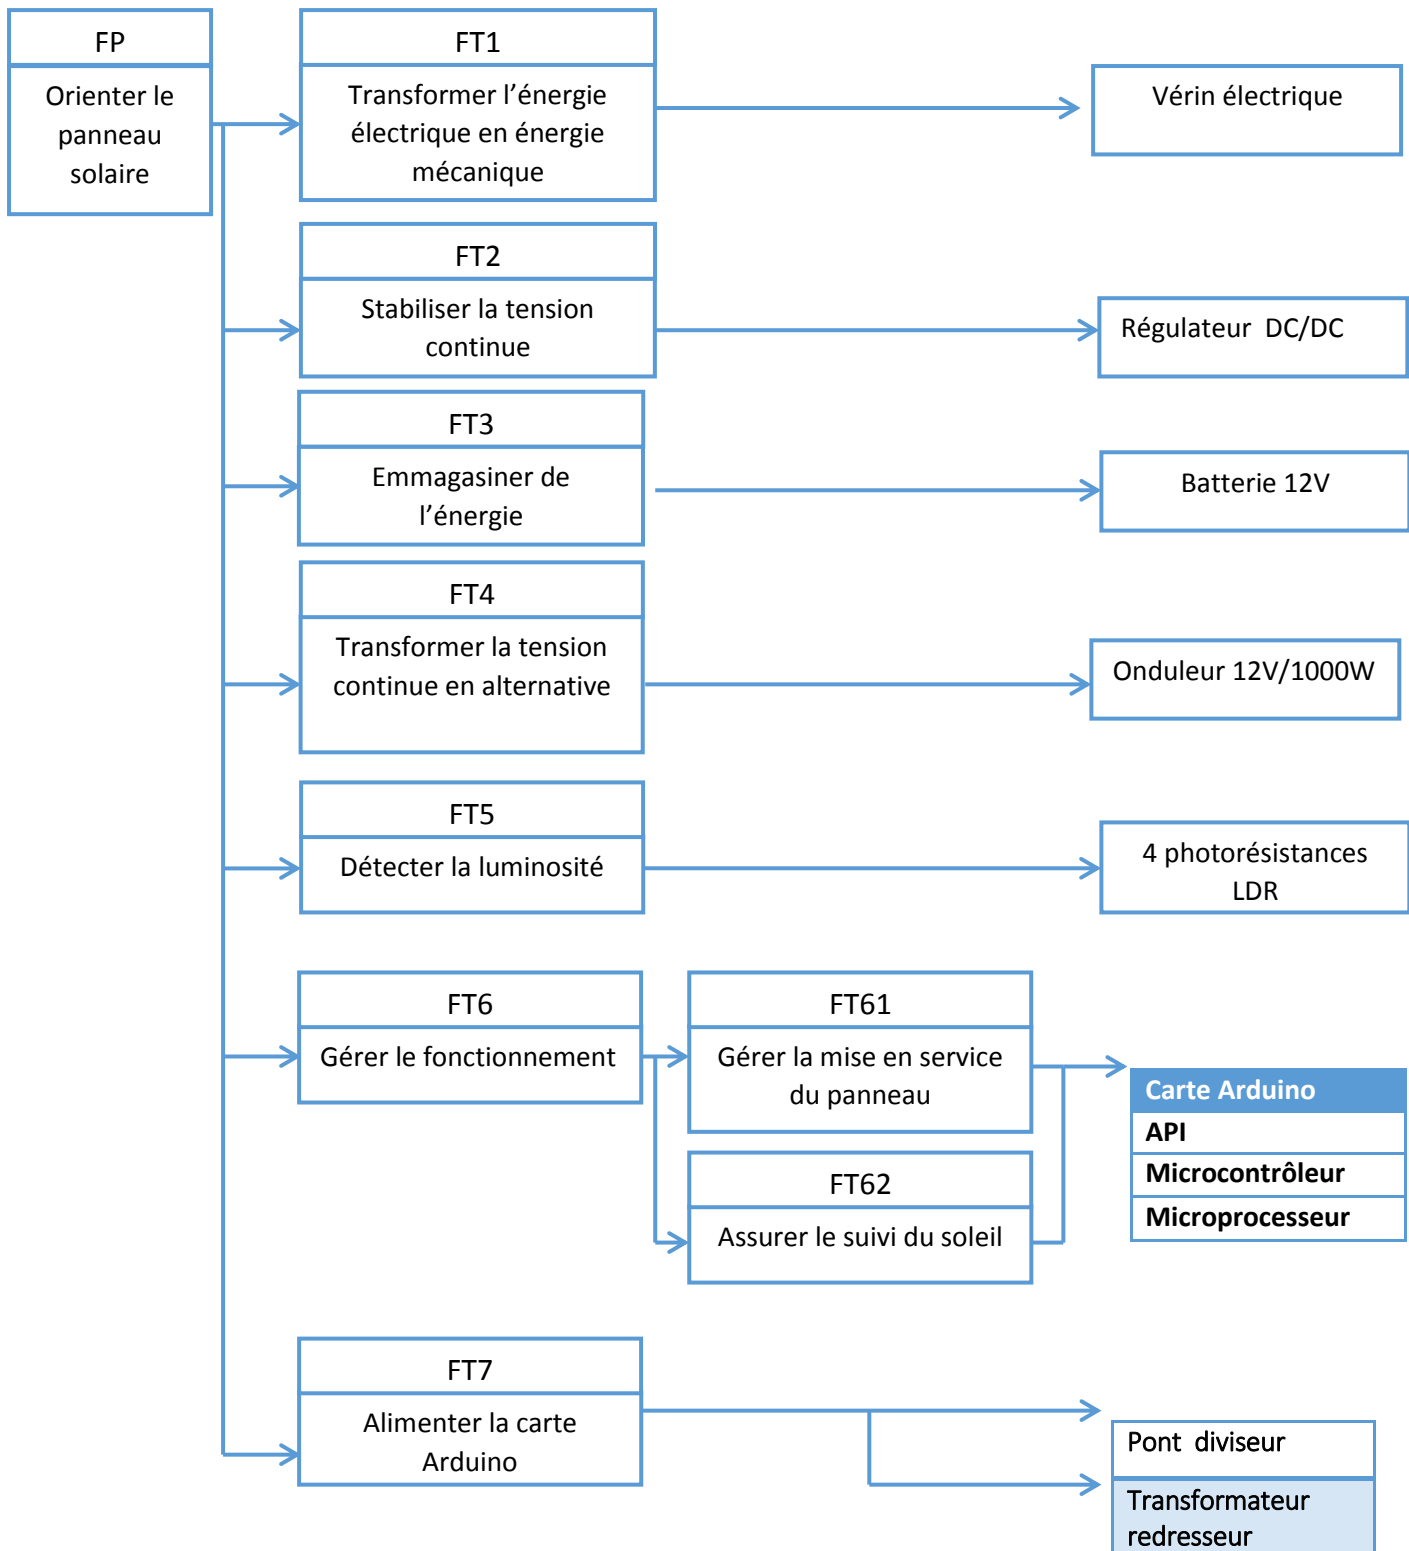 FP
Orienter le
panneau
solaire
FT1
Transformer l’énergie
électrique en énergie
mécanique
Vérin électrique
FT2
Stabiliser la tension
continue
Régulateur DC/DC
FT3
Emmagasiner de
l’énergie
Batterie 12V
FT4
Transformer la tension
continue en alternative
Onduleur 12V/1000W
FT5
Détecter la luminosité
4 photorésistances
LDR
FT6
Gérer le fonctionnement
FT61
Gérer la mise en service
du panneau
FT62
Assurer le suivi du soleil
Carte Arduino
API
Microcontrôleur
Microprocesseur
FT7
Alimenter la carte
Arduino
Pont diviseur
Transformateur
redresseur